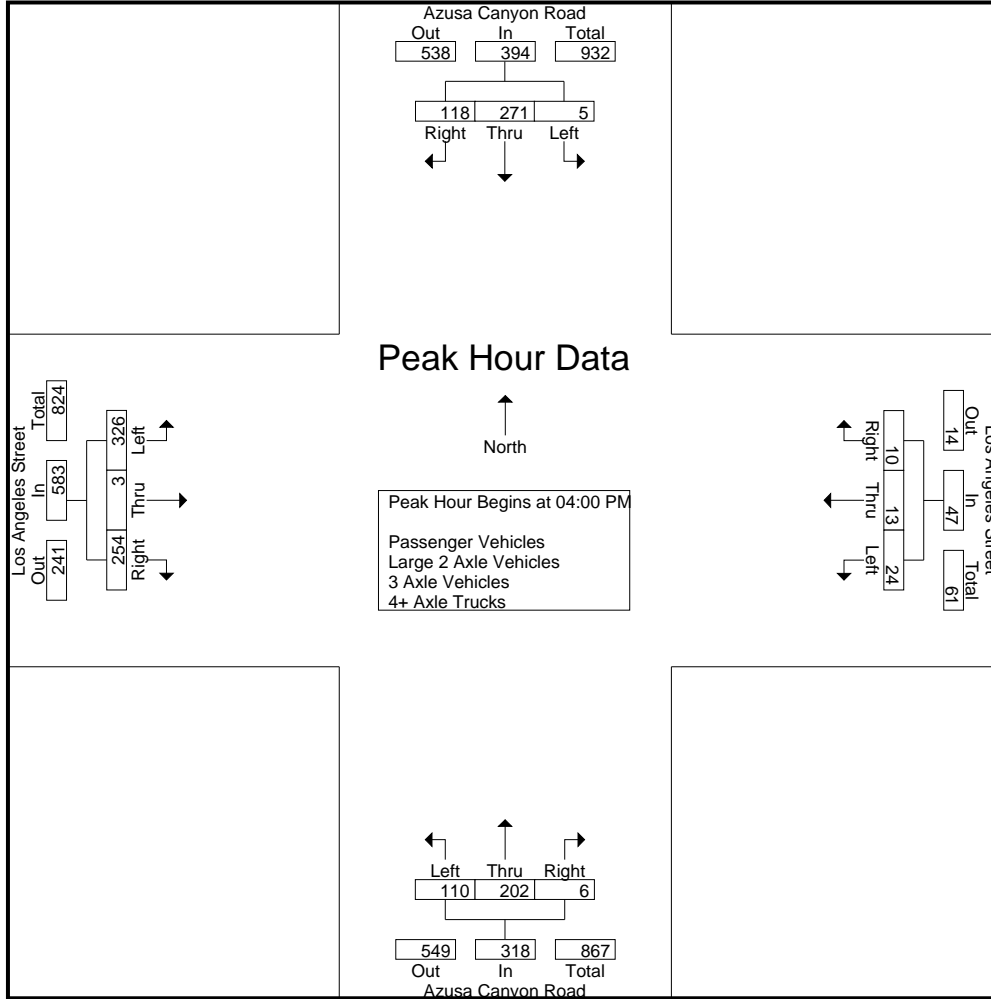 Azusa Canyon Road
Out In Total
538 394 932
118 271 5
Right Thru Left
Peak Hour Data
North
Peak Hour Begins at 04:00 PM
Passenger Vehicles
Large 2 Axle Vehicles
3 Axle Vehicles
4+ Axle Trucks
Los Angeles Street
Out In Total
241 583 824
Right Thru Left
254 3 326
Los Angeles Street
Out In Total
14 47 61
Right Thru Left
10 13 24
Left Thru Right
110 202 6
549 318 867
Out In Total
Azusa Canyon Road